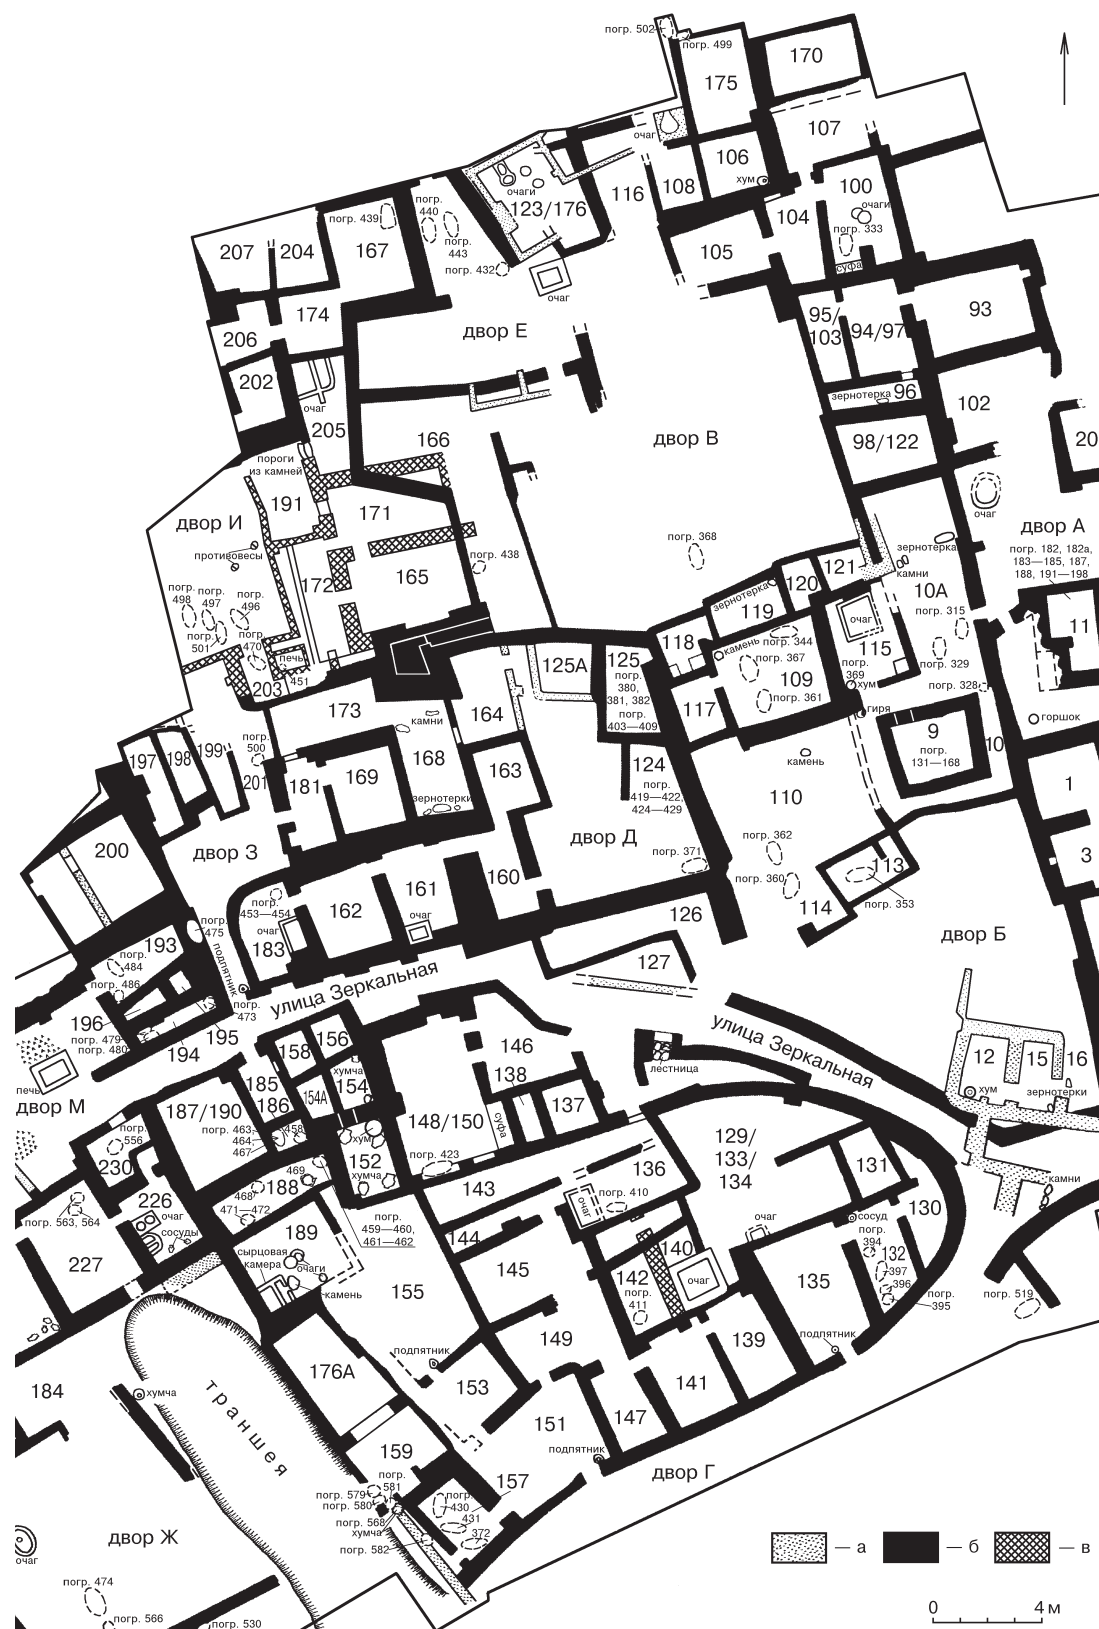 погр. 502
погр. 499
175
170
очаг
107
106
хум
108
116
очаги
123/176
100
очаги
погр. 333
суфа
104
105
погр. 439
погр.
440
погр.
443
погр. 432
очаг
207
204
167
174
206
202
очаг
205
двор Е
95/
103
94/97
93
зернотерка
96
102
20
98/122
двор В
166
пороги
из камней
191
171
двор И
противовесы
172
165
погр. 438
погр. 368
очаг
двор А
погр. 182, 182а,
183—185, 187,
188, 191—198
зернотерка
камни
10А
121
120
зернотерка
119
погр. 315
11
погр.
498
погр.
497
погр.
496
погр.
501
погр.
470
печь
451
203
118
камень
погр. 344
погр. 367
109
погр. 361
очаг
115
погр.
369
хум
погр. 329
погр. 328
гиря
горшок
125А
125
погр.
380,
381, 382
погр.
403—409
117
9
погр.
131—168
10
173
камни
164
168
163
124
погр.
419—422,
424—429
камень
110
1
3
197
198
199
погр.
500
201
181
169
зернотерки
двор Д
погр. 371
погр. 362
погр. 360
113
погр. 353
114
200
двор З
погр.
453—454
очаг
183
162
161
очаг
160
126
127
двор Б
193
погр.
475
погр.
484
погр. 486
подпятник
погр.
473
196
195
194
погр. 479
погр. 480
печь
двор М
улица Зеркальная
улица Зеркальная
158
156
хумча
154
154А
185
186
187/190
погр. 463,
464,
467
458
хум
152
хумча
146
138
137
суфа
148/150
погр. 423
лестница
12
15
16
хум
зернотерки
камни
129/
133/
134
131
130
136
очаг
погр. 410
143
144
145
140
142
погр.
411
очаг
очаг
135
сосуд
погр.
394
132
397
396
погр.
395
погр. 519
погр.
556
230
226
очаг
сосуды
погр. 563, 564
227
469
468
188
471—472
189
сырцовая
камера
очаги
камень
погр.
459—460,
461—462
155
149
139
подпятник
141
147
подпятник
153
151
подпятник
184
хумча
траншея
176А
159
157
погр.
581
погр. 579
погр. 580
погр. 568
хумча
погр. 582
погр.
430
431
372
двор Г
двор Ж
очаг
погр. 474
погр. 566
погр. 530
— а
— б
— в
0
4 м